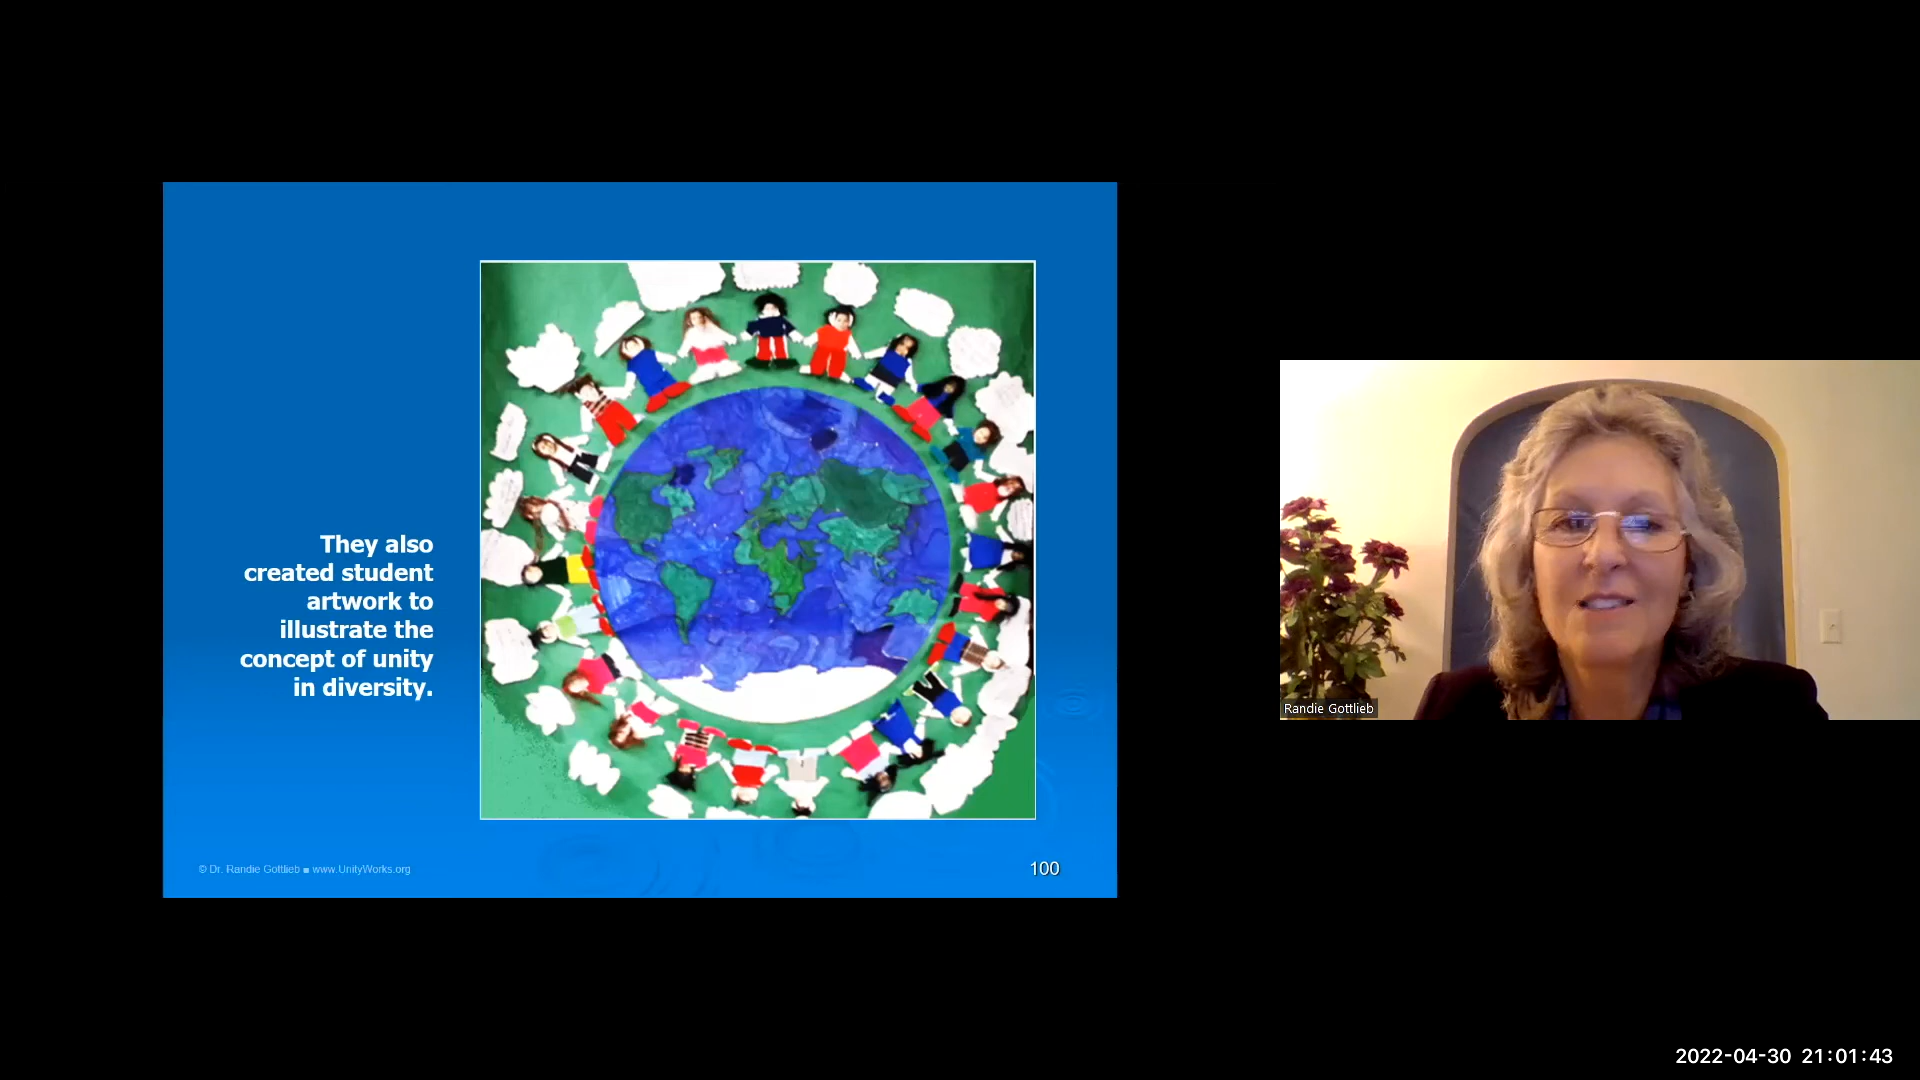 They also
created student
artwork to
illustrate the
concept of unity
in diversity.
© Dr. Randie Gottlieb ■ www.UnityWorks.org
100
Randie Gottlieb
2022-04-30 21:01:43